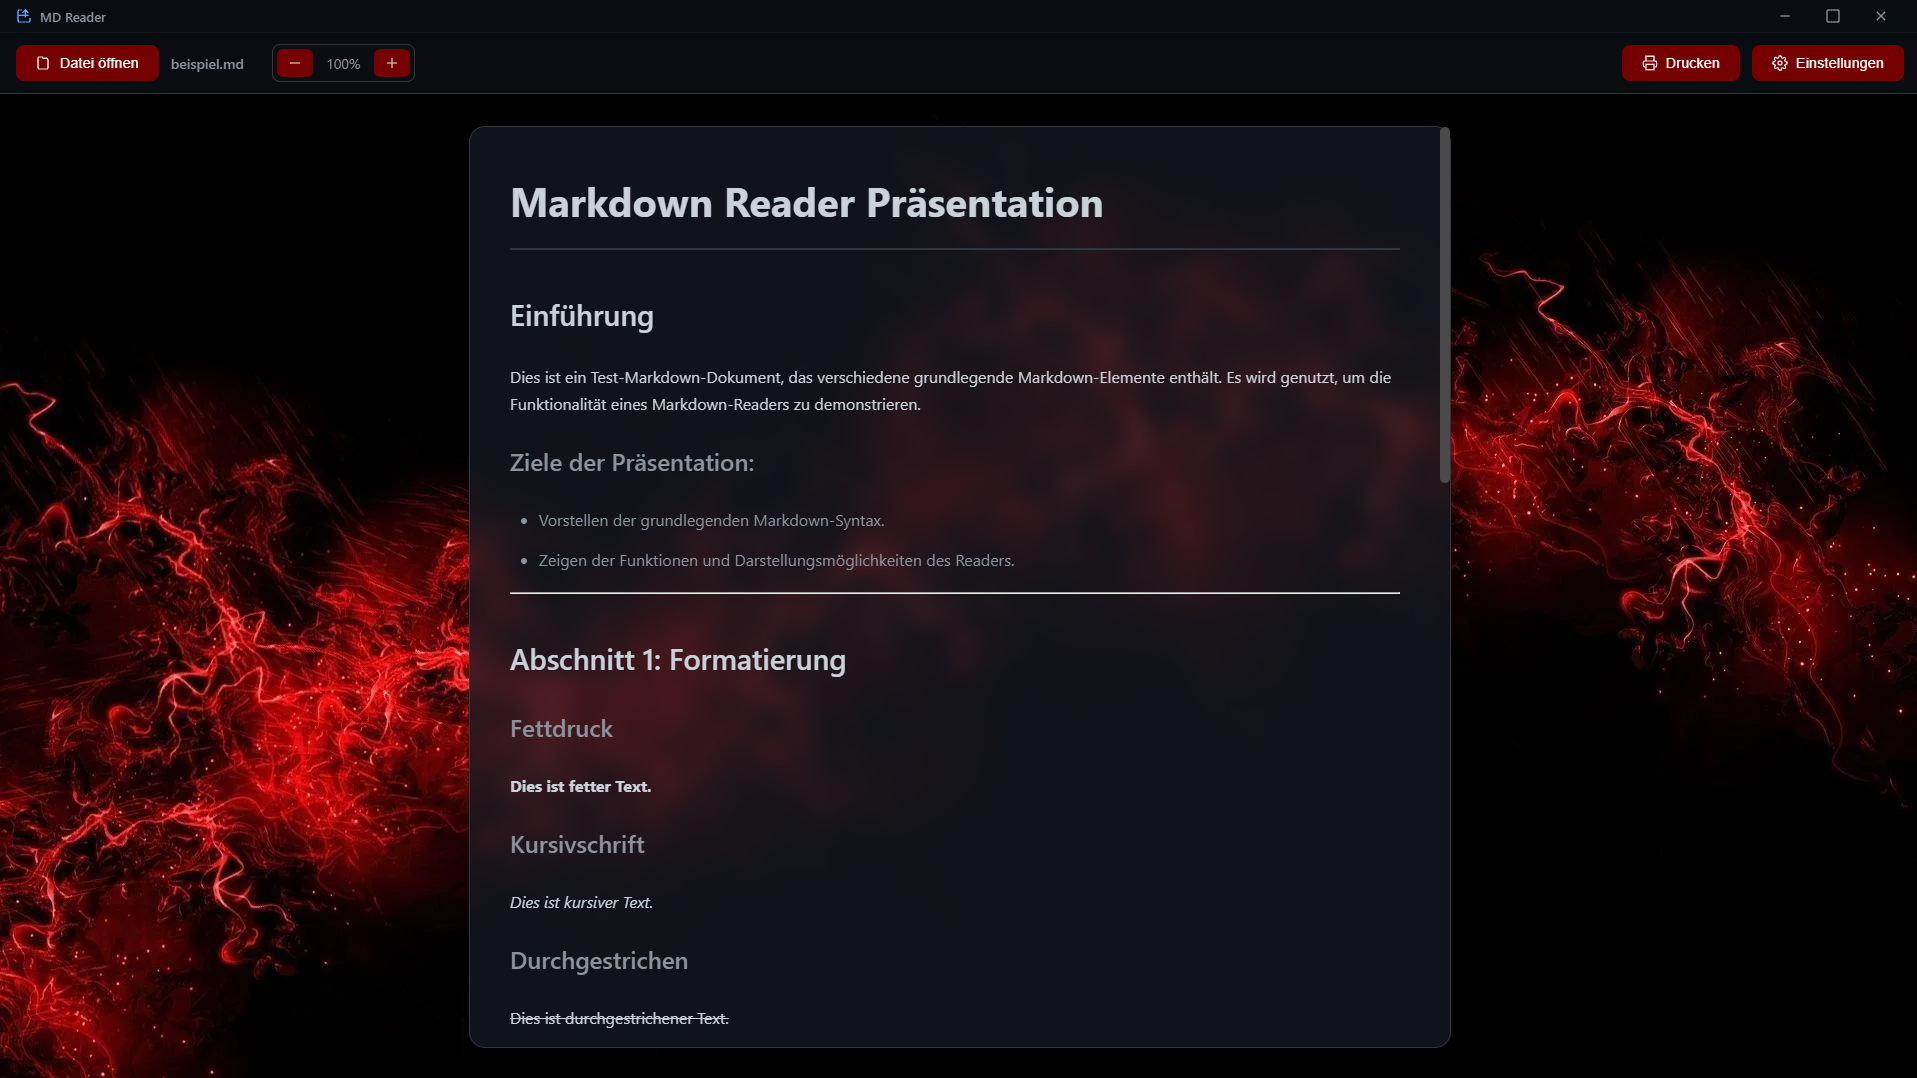 MD Reader
Datei öffnen
beispiel.md
100%
Drucken
Einstellungen
Markdown Reader Präsentation
Einführung
Dies ist ein Test-Markdown-Dokument, das verschiedene grundlegende Markdown-Elemente enthält. Es wird genutzt, um die
Funktionalität eines Markdown-Readers zu demonstrieren.
Ziele der Präsentation:
• Vorstellen der grundlegenden Markdown-Syntax.
• Zeigen der Funktionen und Darstellungsmöglichkeiten des Readers.
Abschnitt 1: Formatierung
Fettdruck
Dies ist fetter Text.
Kursivschrift
Dies ist kursiver Text.
Durchgestrichen
Dies ist durchgestrichener Text.